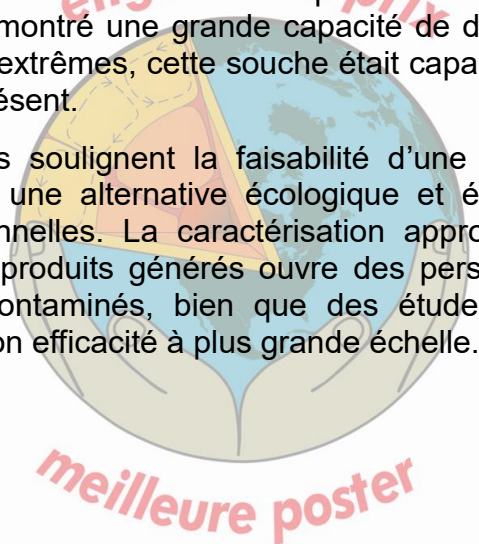 montré une grande capacité de d
extrêmes, cette souche était capa
ésent.
s soulignent la faisabilité d’une
une alternative écologique et é
nnelles. La caractérisation appro
produits générés ouvre des pers
ontaminés, bien que des étude
on efficacité à plus grande échelle.
meilleure poster